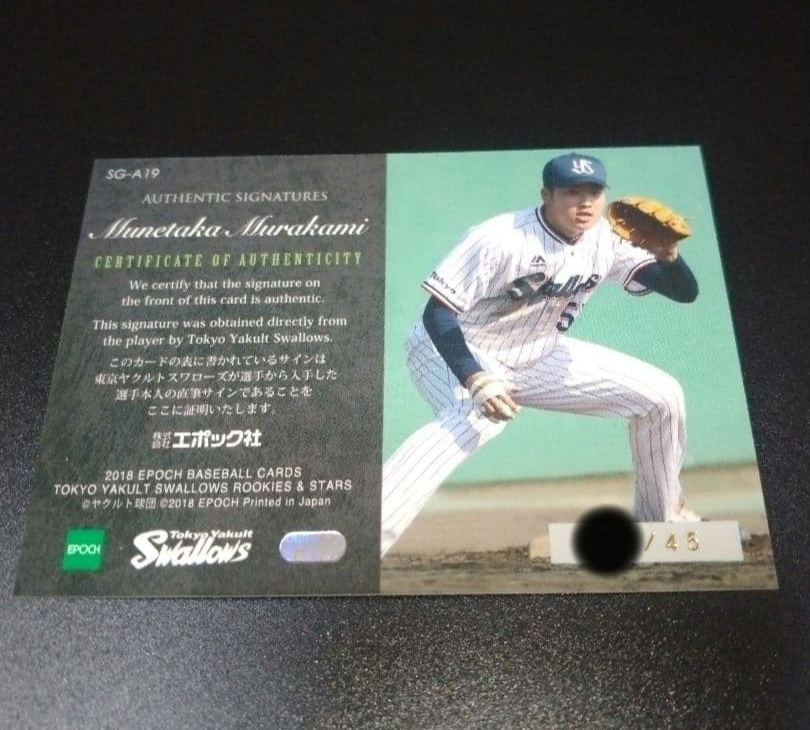 SG-A19
AUTHENTIC SIGNATURES
Munetaka Murakami
CERTIFICATE OF AUTHENTICITY
We certify that the signature on
the front of this card is authentic.
This signature was obtained directly from
the player by Tokyo Yakult Swallows.
このカードの表に書かれているサインは
東京ヤクルトスワローズが選手から入手した
選手本人の直筆サインであることを
ここに証明いたします。
株式会社エポック社
2018 EPOCH BASEBALL CARDS
TOKYO YAKULT SWALLOWS ROOKIES & STARS
©ヤクルト球団 ©2018 EPOCH Printed in Japan
EPOCH
Tokyo Yakult
Swallows
YS
Tokyo
/45